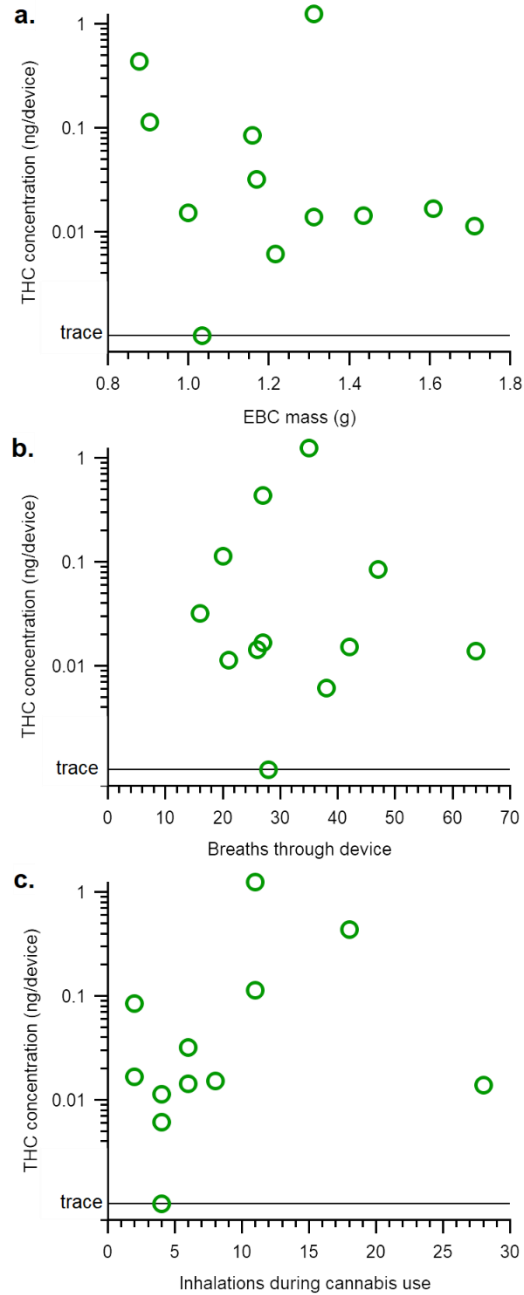 a.
THC concentration (ng/device)
1
0.1
0.01
trace
0.8 1.0 1.2 1.4 1.6 1.8
EBC mass (g)
b.
THC concentration (ng/device)
1
0.1
0.01
trace
0 10 20 30 40 50 60 70
Breaths through device
c.
THC concentration (ng/device)
1
0.1
0.01
trace
0 5 10 15 20 25 30
Inhalations during cannabis use